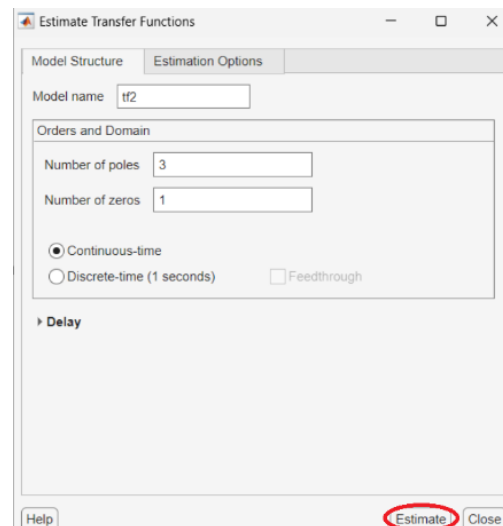 Estimate Transfer Functions
Model Structure Estimation Options
Model name tf2
Orders and Domain
Number of poles 3
Number of zeros 1
Continuous-time
Discrete-time (1 seconds) Feedthrough
Delay
Help Estimate Close